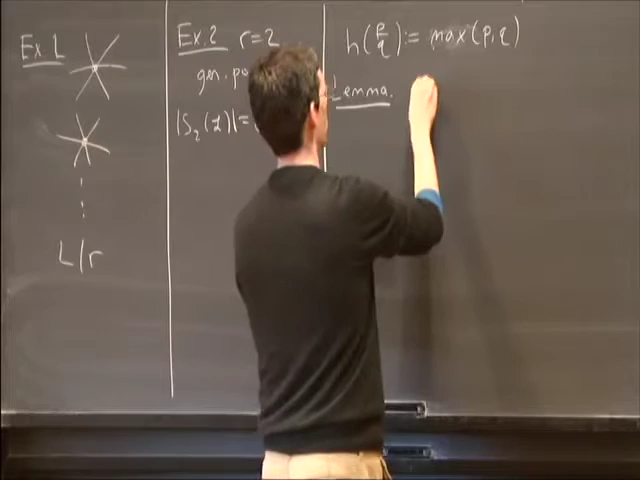 Ex. 1
L/r
Ex. 2 r=2
gen. po
|S₂(L)|=
h(p/q) := max(p,q)
Lemma.